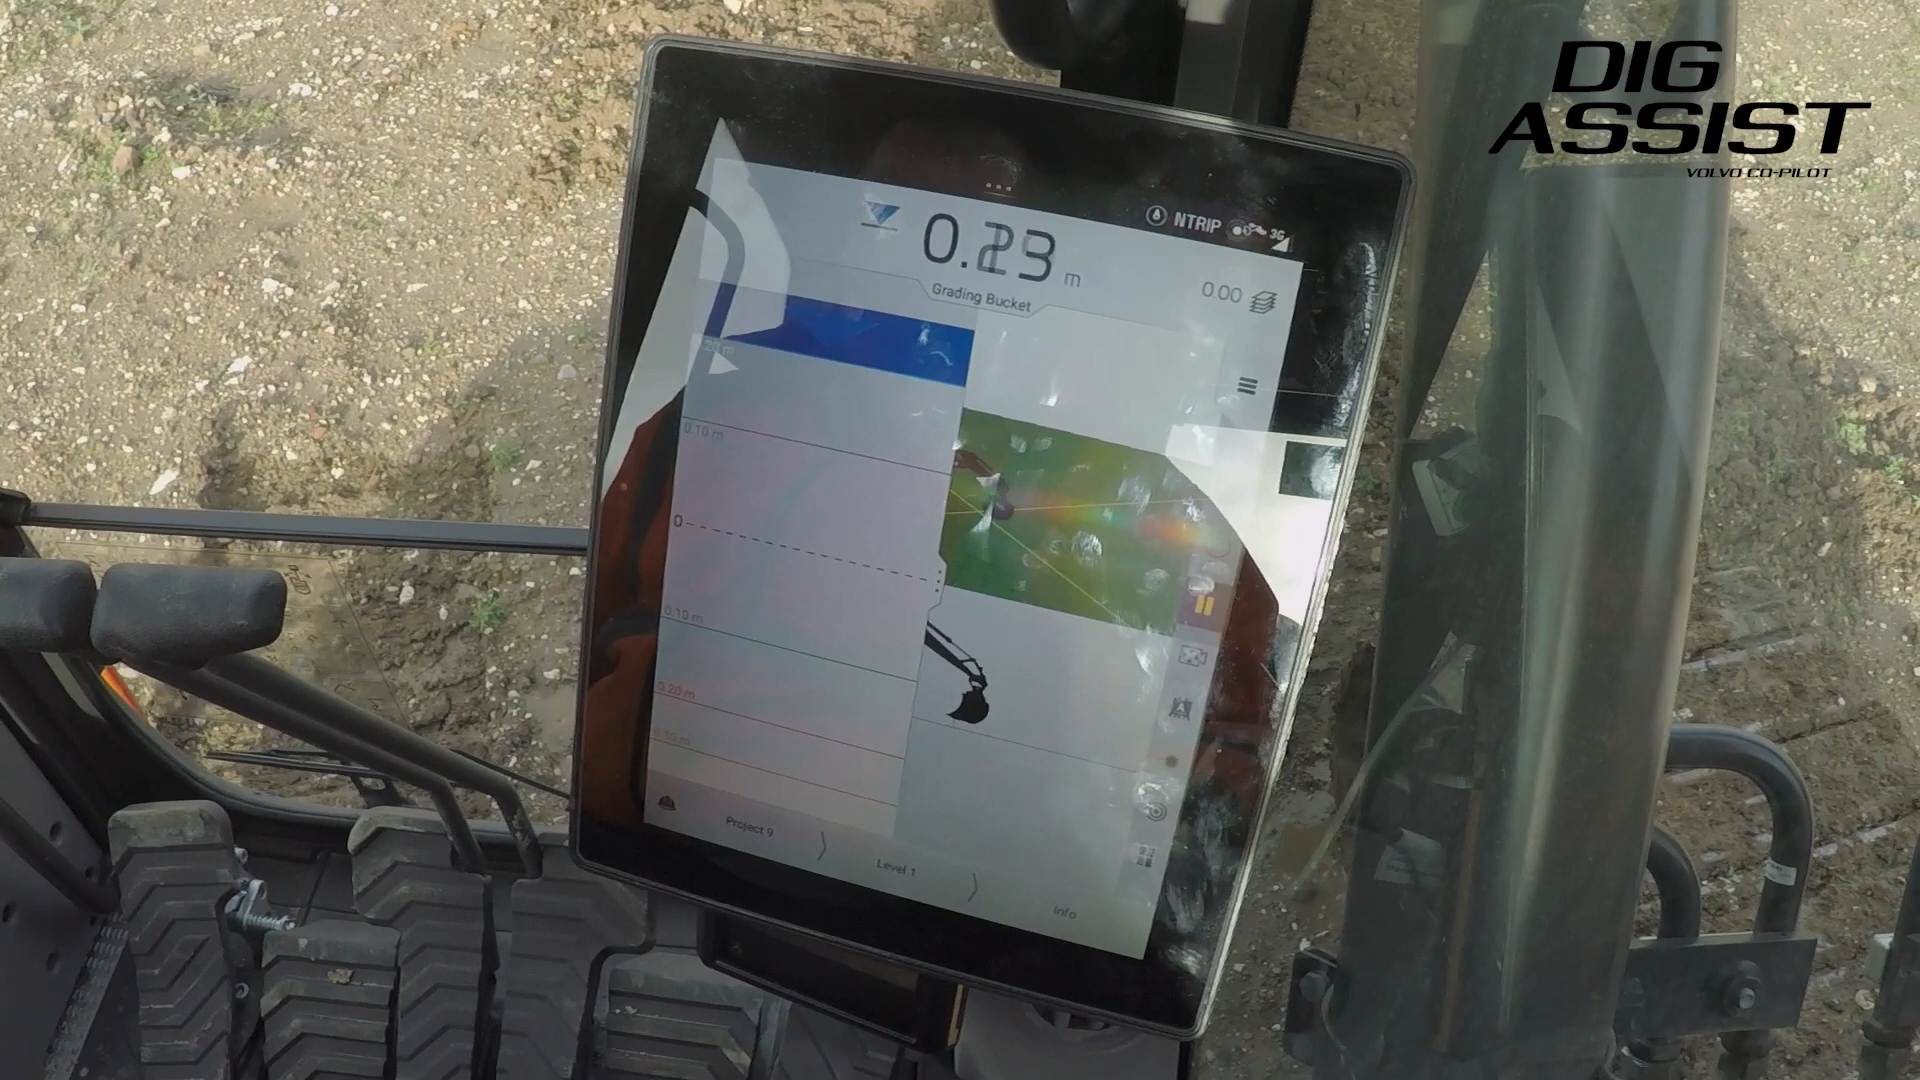 DIG
ASSIST
VOLVO CO-PILOT
NTRIP
3G
0.23 m
Grading Bucket
0.00
0.10 m
0
0.10 m
0.20 m
Project 9
Level 1
Info